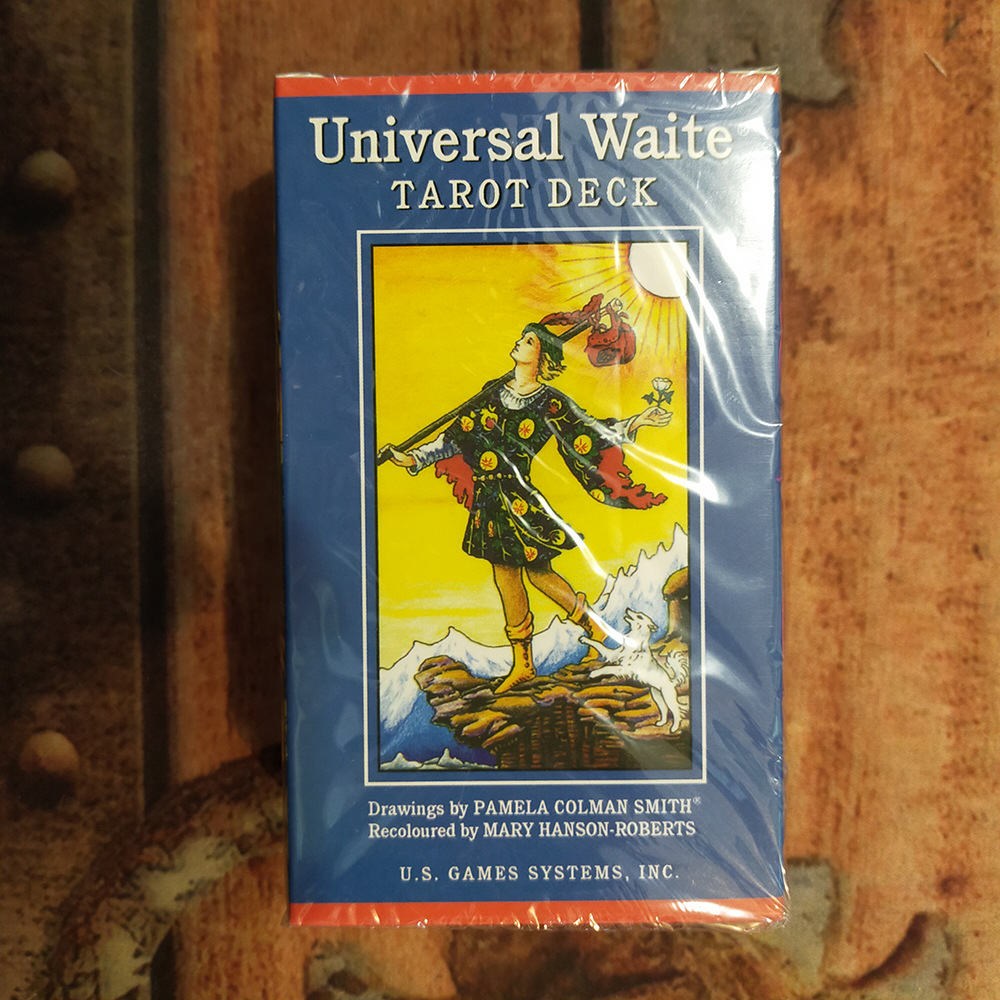 Universal Waite®
TAROT DECK
Drawings by PAMELA COLMAN SMITH®
Recoloured by MARY HANSON-ROBERTS
U.S. GAMES SYSTEMS, INC.